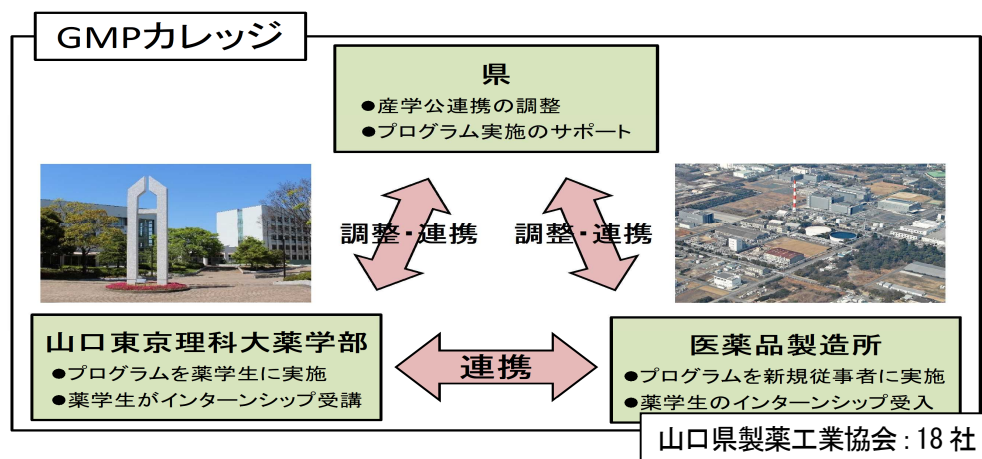 GMPカレッジ
県
●産学公連携の調整
●プログラム実施のサポート
調整・連携
調整・連携
山口東京理科大薬学部
●プログラムを薬学生に実施
●薬学生がインターンシップ受講
連携
医薬品製造所
●プログラムを新規従事者に実施
●薬学生のインターンシップ受入
山口県製薬工業協会:18社